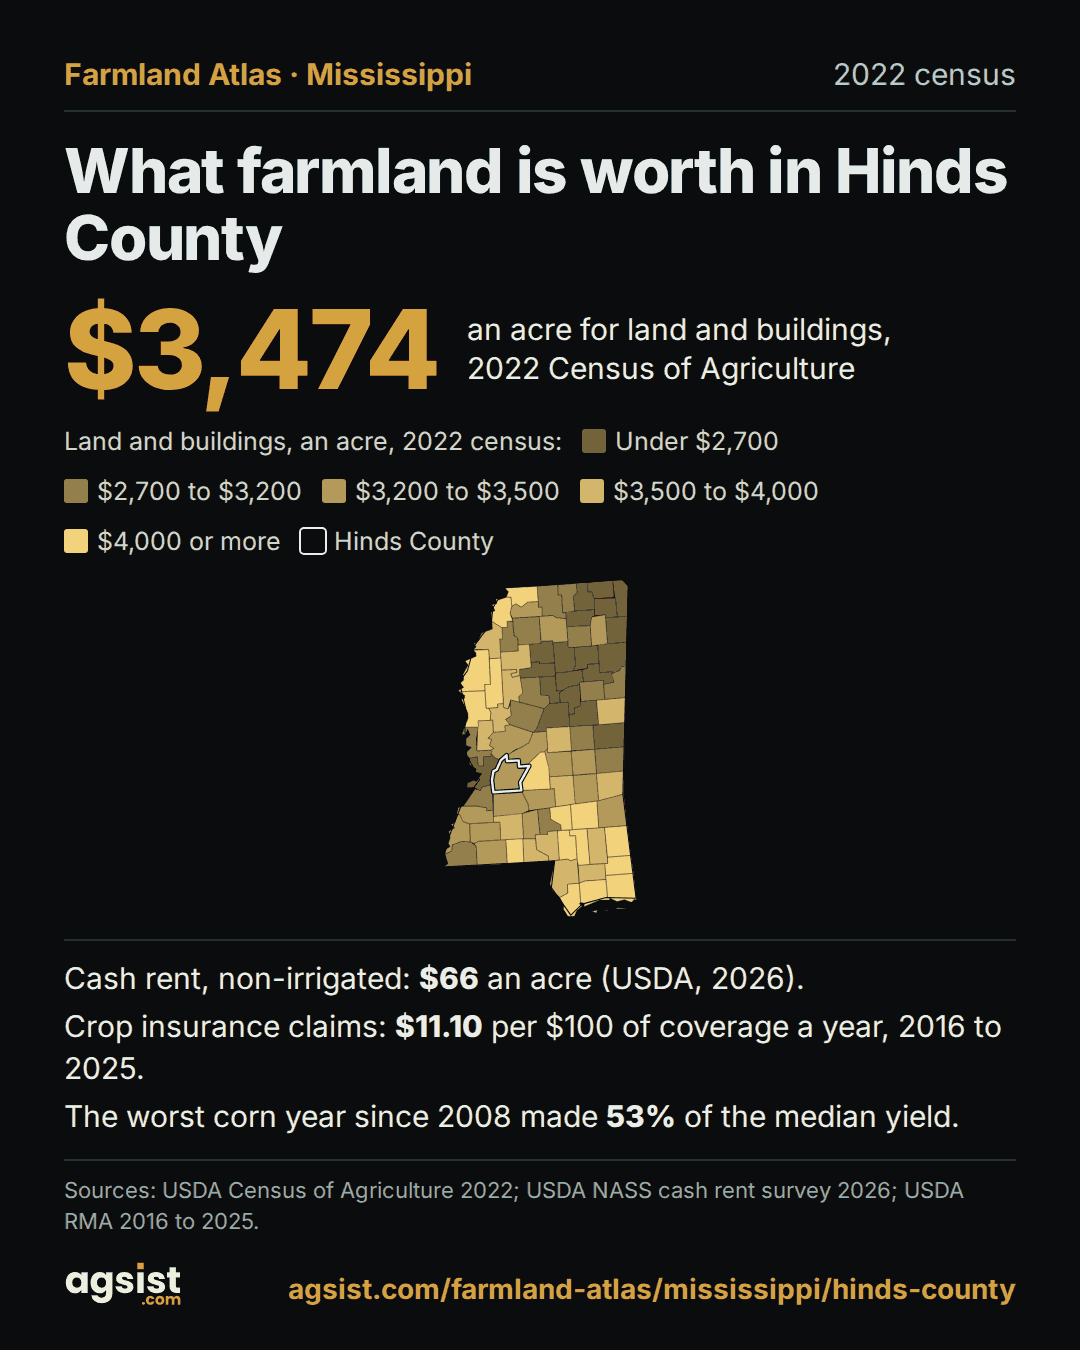 Farmland Atlas · Mississippi
2022 census
What farmland is worth in Hinds
County
$3,474
an acre for land and buildings,
2022 Census of Agriculture
Land and buildings, an acre, 2022 census: Under $2,700
$2,700 to $3,200 $3,200 to $3,500 $3,500 to $4,000
$4,000 or more Hinds County
Cash rent, non-irrigated: $66 an acre (USDA, 2026).
Crop insurance claims: $11.10 per $100 of coverage a year, 2016 to
2025.
The worst corn year since 2008 made 53% of the median yield.
Sources: USDA Census of Agriculture 2022; USDA NASS cash rent survey 2026; USDA
RMA 2016 to 2025.
agsist
.com
agsist.com/farmland-atlas/mississippi/hinds-county